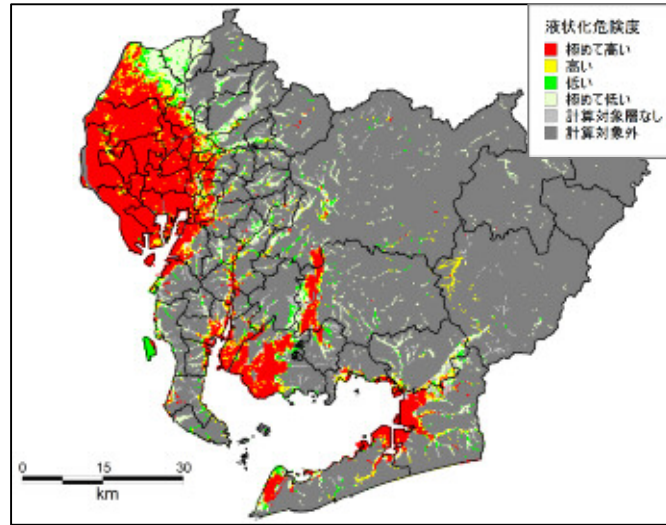 液状化危険度
極めて高い
高い
低い
極めて低い
計算対象層なし
計算対象外
0 15 30
km